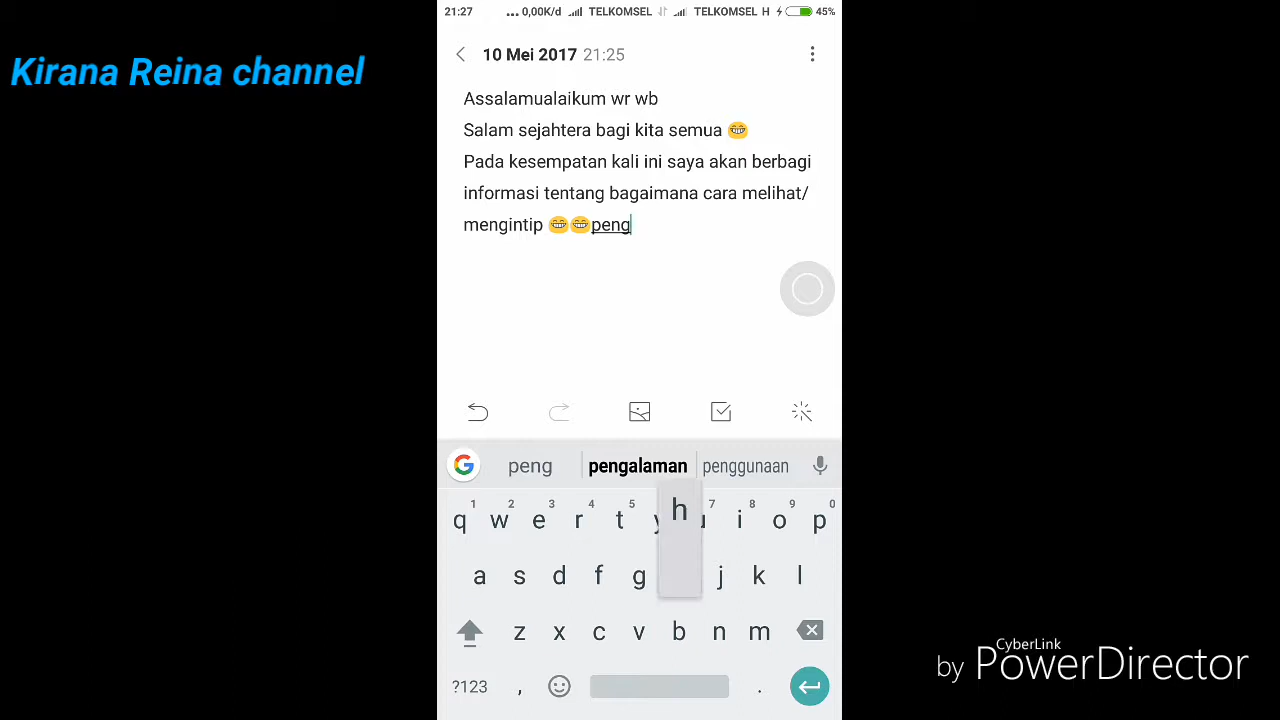 Kirana Reina channel
21:27 ... 0,00K/d TELKOMSEL TELKOMSEL H 45%
10 Mei 2017 21:25
Assalamualaikum wr wb
Salam sejahtera bagi kita semua 😁
Pada kesempatan kali ini saya akan berbagi
informasi tentang bagaimana cara melihat/
mengintip 😁😁peng
peng pengalaman penggunaan
h
1 2 3 4 5 7 8 9 0
q w e r t y u i o p
a s d f g j k l
z x c v b n m
?123 , .
CyberLink
by PowerDirector